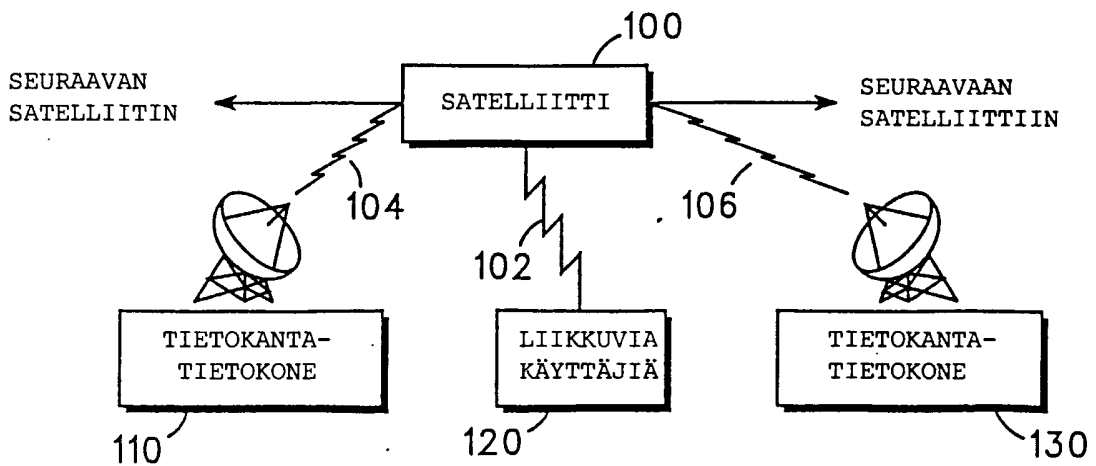 100
SEURAAVAN
SATELLIITIN
SATELLIITTI
SEURAAVAAN
SATELLIITTIIN
104
102
106
TIETOKANTA-
TIETOKONE
LIIKKUVIA
KÄYTTÄJIÄ
TIETOKANTA-
TIETOKONE
110
120
130